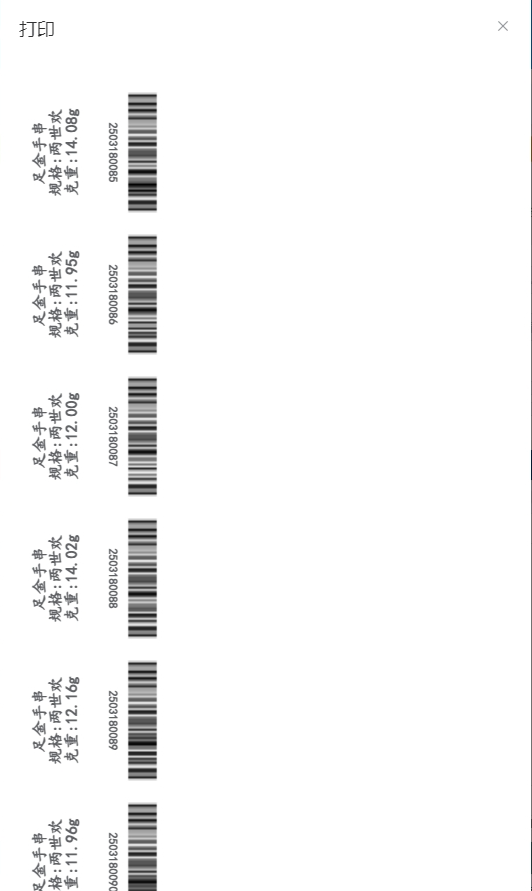 打印
足金手串
规格:两世欢
克重:14.08g
2503180085
足金手串
规格:两世欢
克重:11.95g
2503180086
足金手串
规格:两世欢
克重:12.00g
2503180087
足金手串
规格:两世欢
克重:14.02g
2503180088
足金手串
规格:两世欢
克重:12.16g
2503180089
足金手串
格:两世欢
重:11.96g
2503180090